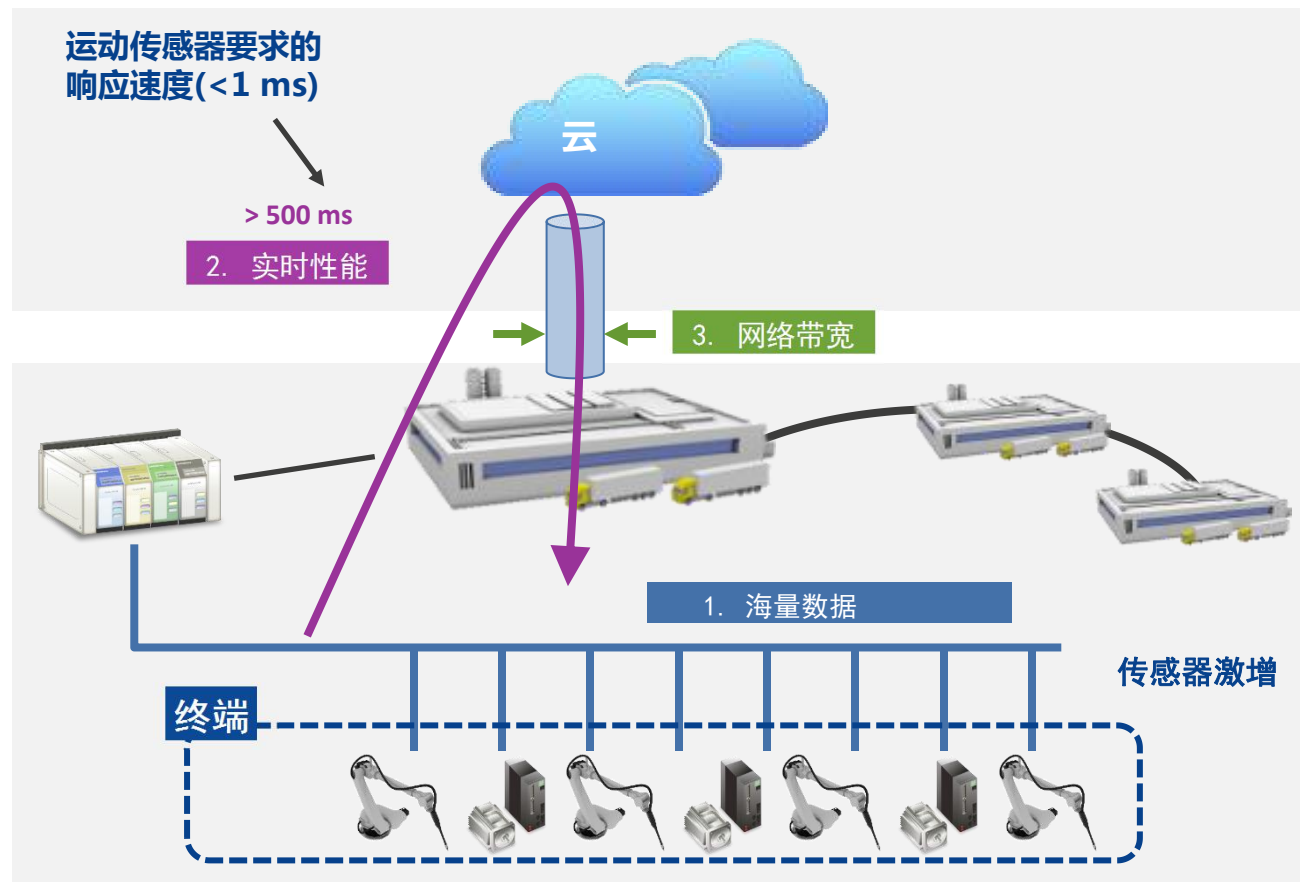 运动传感器要求的
响应速度(<1 ms)
云
> 500 ms
2. 实时性能
3. 网络带宽
1. 海量数据
传感器激增
终端